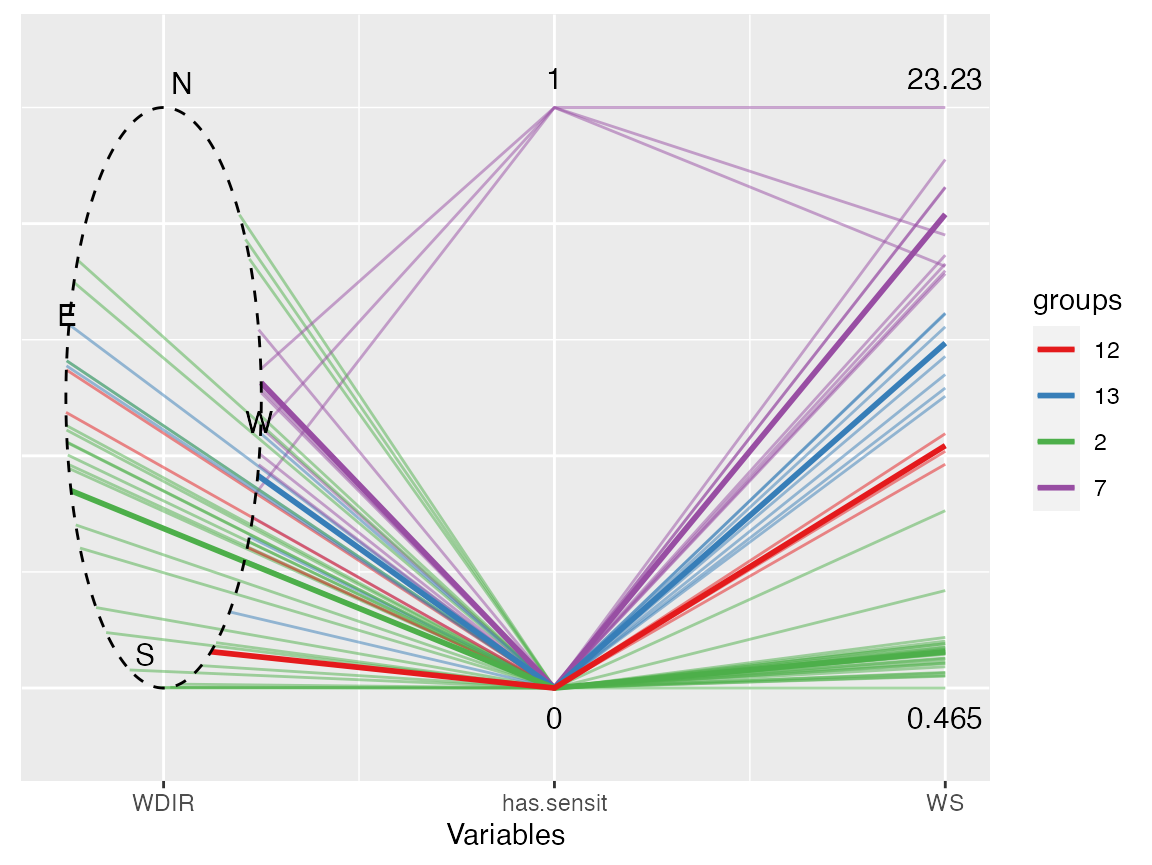 N
1
23.23
E
W
S
0
0.465
WDIR
has.sensit
WS
Variables
groups
12
13
2
7